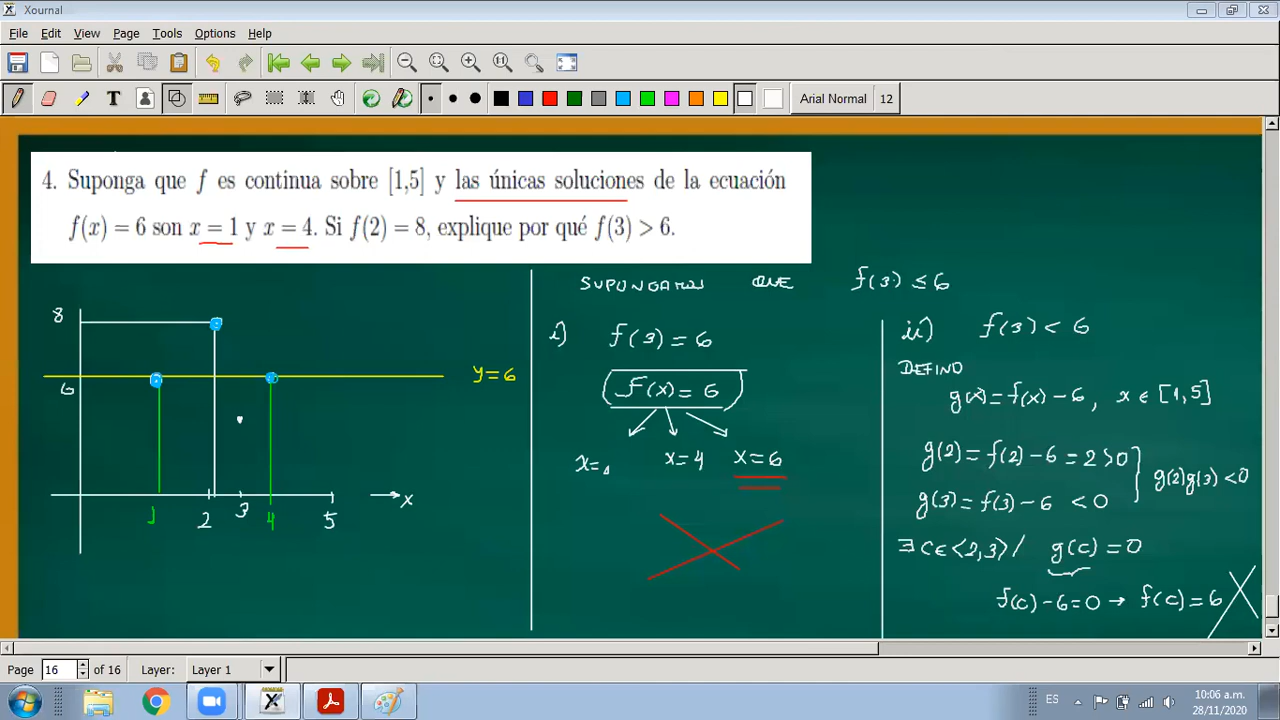 Xournal
File Edit View Page Tools Options Help
Arial Normal 12
4. Suponga que f es continua sobre [1,5] y las únicas soluciones de la ecuación
f(x) = 6 son x = 1 y x = 4. Si f(2) = 8, explique por qué f(3) > 6.
8
6
y=6
1
2
3
4
5
x
SUPONGAMOS QUE f(3) ≤ 6
i) f(3) = 6
f(x) = 6
x=
x=4
x=6
ii) f(3) < 6
DEFINO
g(x)=f(x)-6, x ∈ [1,5]
g(2)=f(2)-6=2>0
g(3)=f(3)-6 <0
g(2)g(3)<0
∃ c∈<2,3>/ g(c)=0
f(c)-6=0→ f(c)=6
Page 16 of 16 Layer: Layer 1
ES
10:06 a.m.
28/11/2020